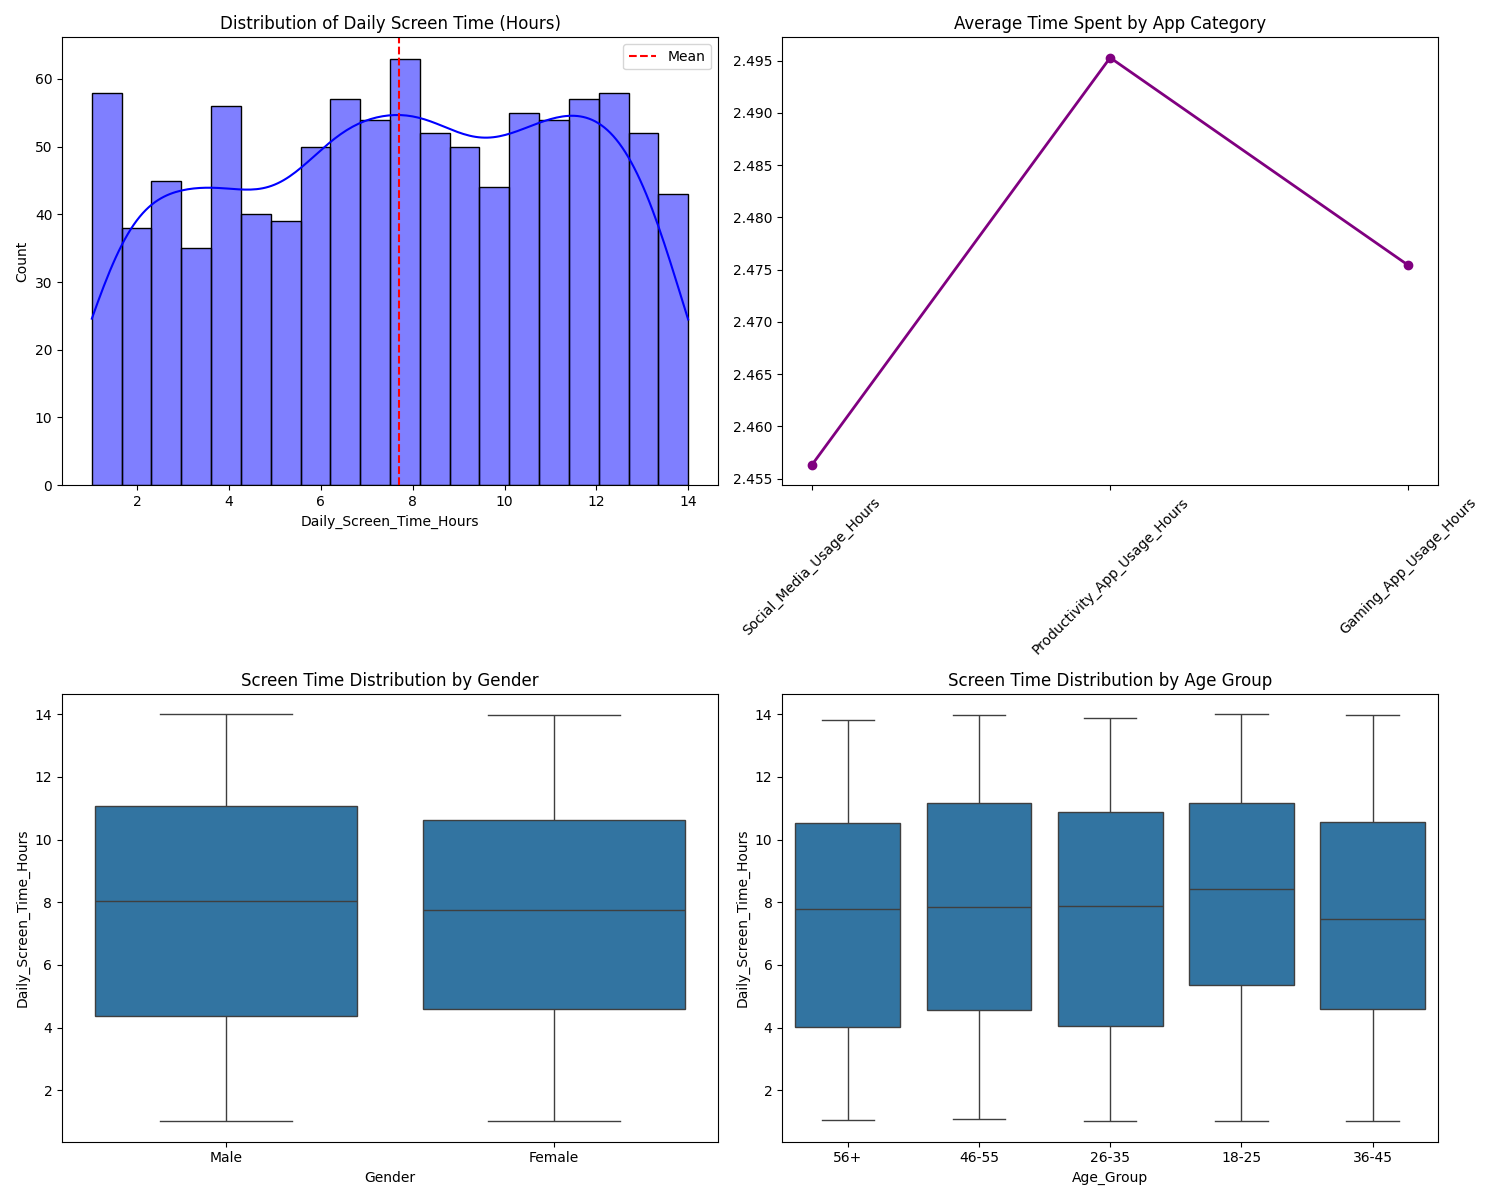 Distribution of Daily Screen Time (Hours)
Mean
60
50
40
30
20
10
0
Count
2 4 6 8 10 12 14
Daily_Screen_Time_Hours
Average Time Spent by App Category
2.495
2.490
2.485
2.480
2.475
2.470
2.465
2.460
2.455
Social_Media_Usage_Hours
Productivity_App_Usage_Hours
Gaming_App_Usage_Hours
Screen Time Distribution by Gender
14
12
10
8
6
4
2
Daily_Screen_Time_Hours
Male Female
Gender
Screen Time Distribution by Age Group
14
12
10
8
6
4
2
Daily_Screen_Time_Hours
56+ 46-55 26-35 18-25 36-45
Age_Group